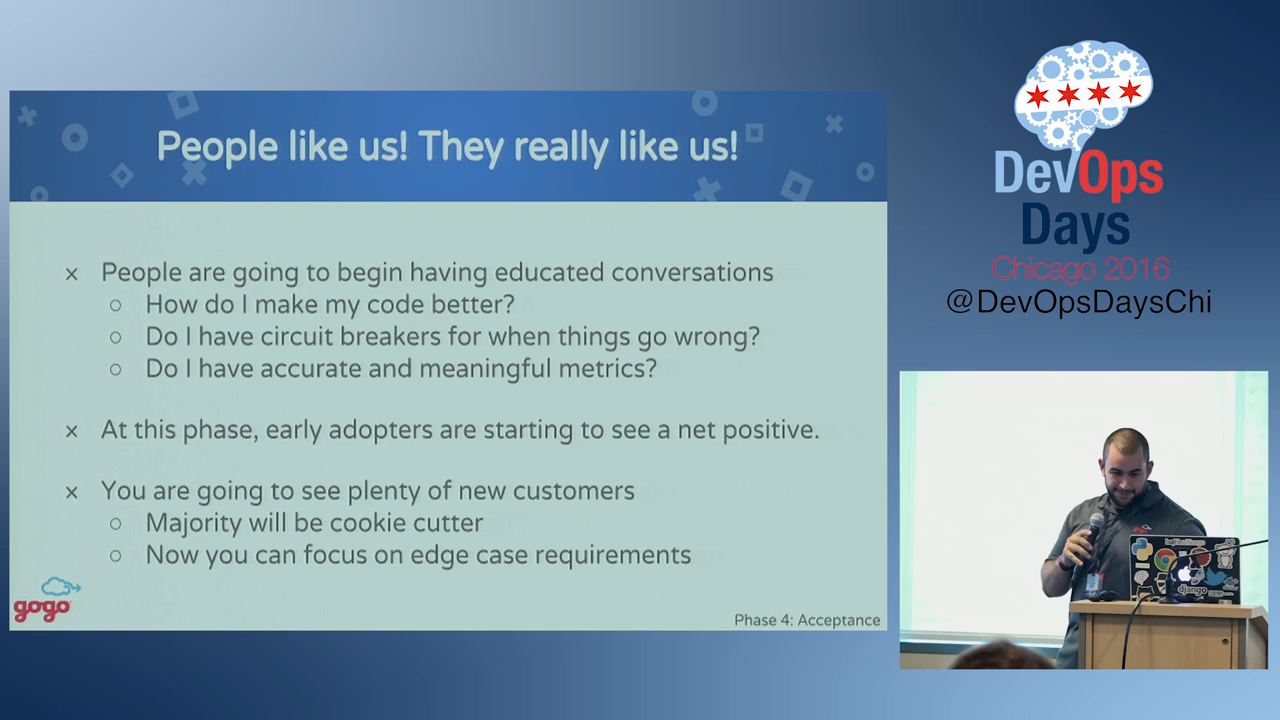 People like us! They really like us!
x People are going to begin having educated conversations
○ How do I make my code better?
○ Do I have circuit breakers for when things go wrong?
○ Do I have accurate and meaningful metrics?
x At this phase, early adopters are starting to see a net positive.
x You are going to see plenty of new customers
○ Majority will be cookie cutter
○ Now you can focus on edge case requirements
gogo
Phase 4: Acceptance
DevOps
Days
Chicago 2016
@DevOpsDaysChi
django